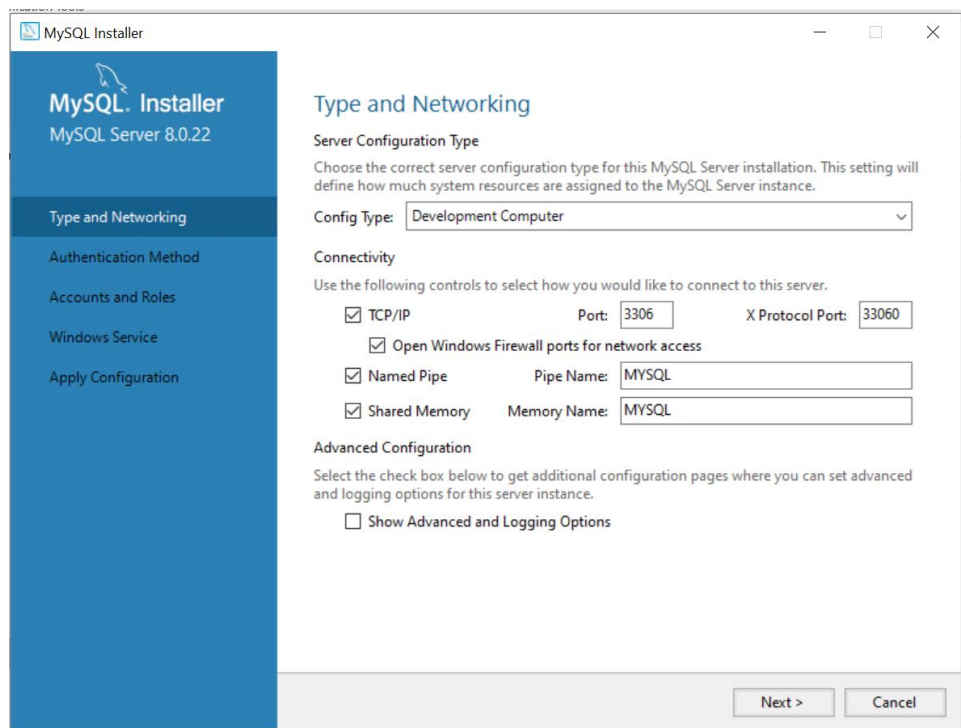 MySQL Installer
MySQL. Installer
MySQL Server 8.0.22
Type and Networking
Authentication Method
Accounts and Roles
Windows Service
Apply Configuration
Type and Networking
Server Configuration Type
Choose the correct server configuration type for this MySQL Server installation. This setting will
define how much system resources are assigned to the MySQL Server instance.
Config Type: Development Computer
Connectivity
Use the following controls to select how you would like to connect to this server.
TCP/IP Port: 3306 X Protocol Port: 33060
Open Windows Firewall ports for network access
Named Pipe Pipe Name: MYSQL
Shared Memory Memory Name: MYSQL
Advanced Configuration
Select the check box below to get additional configuration pages where you can set advanced
and logging options for this server instance.
Show Advanced and Logging Options
Next > Cancel